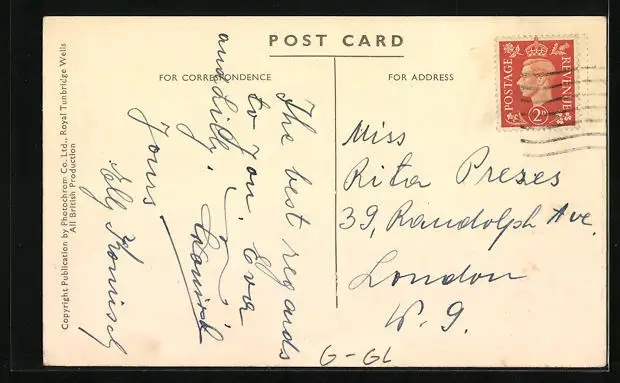 POST CARD
FOR CORRESPONDENCE
FOR ADDRESS
Copyright Publication by Photochrom Co. Ltd., Royal Tunbridge Wells
All British Production
The best regards
to you. Eva
and Lilly.
Yours
Elly
POSTAGE
REVENUE
2D
Miss
Rita Preses
39, Randolph Ave.
London
W. 9.
G-GL